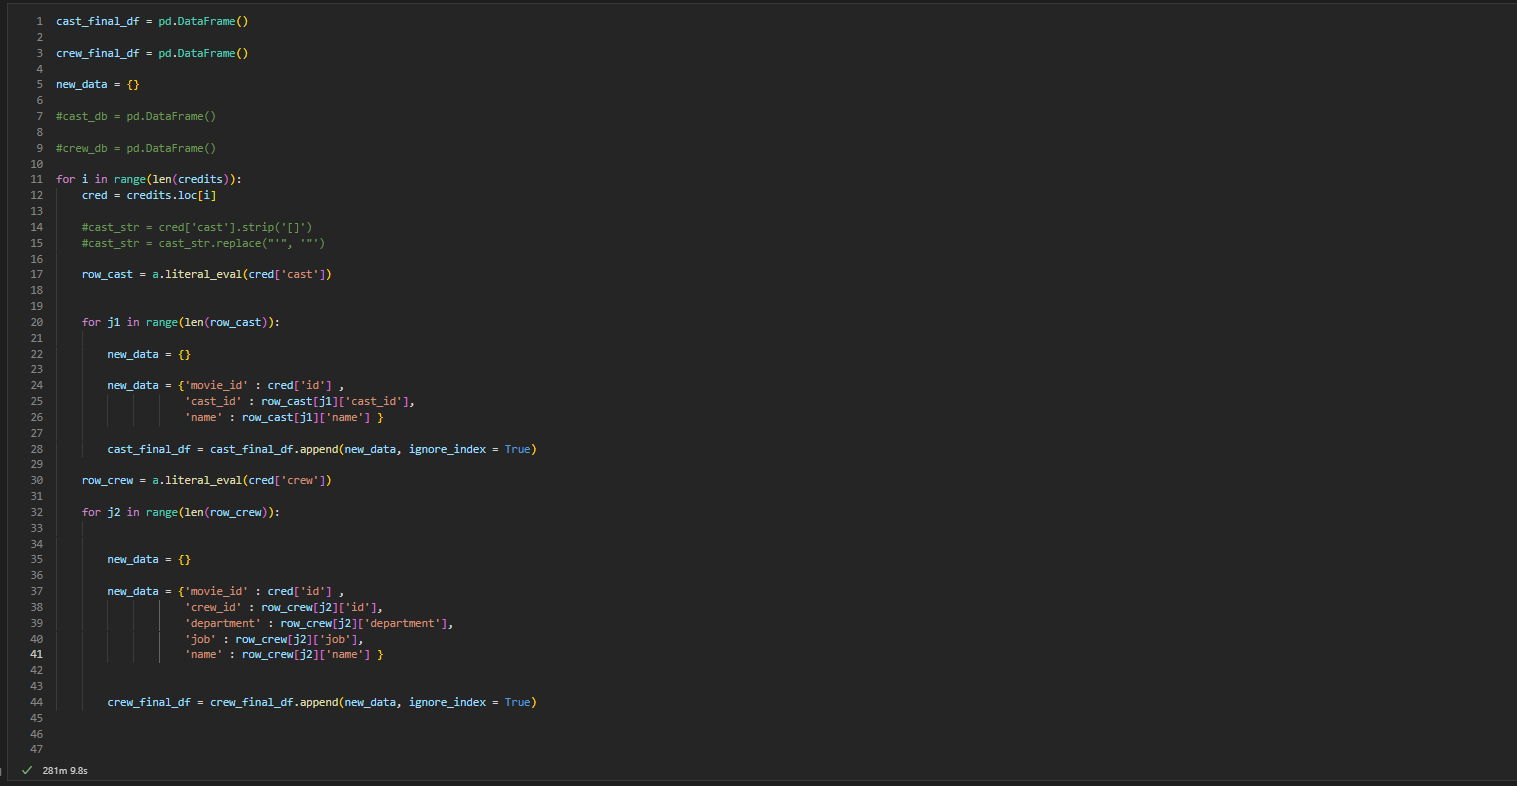 1 cast_final_df = pd.DataFrame()
2
3 crew_final_df = pd.DataFrame()
4
5 new_data = {}
6
7 #cast_db = pd.DataFrame()
8
9 #crew_db = pd.DataFrame()
10
11 for i in range(len(credits)):
12     cred = credits.loc[i]
13
14     #cast_str = cred['cast'].strip('[]')
15     #cast_str = cast_str.replace("'", '"')
16
17     row_cast = a.literal_eval(cred['cast'])
18
19
20     for j1 in range(len(row_cast)):
21
22         new_data = {}
23
24         new_data = {'movie_id' : cred['id'] ,
25                     'cast_id' : row_cast[j1]['cast_id'],
26                     'name' : row_cast[j1]['name'] }
27
28         cast_final_df = cast_final_df.append(new_data, ignore_index = True)
29
30     row_crew = a.literal_eval(cred['crew'])
31
32     for j2 in range(len(row_crew)):
33
34
35         new_data = {}
36
37         new_data = {'movie_id' : cred['id'] ,
38                     'crew_id' : row_crew[j2]['id'],
39                     'department' : row_crew[j2]['department'],
40                     'job' : row_crew[j2]['job'],
41                     'name' : row_crew[j2]['name'] }
42
43
44         crew_final_df = crew_final_df.append(new_data, ignore_index = True)
45
46
47
✓ 281m 9.8s